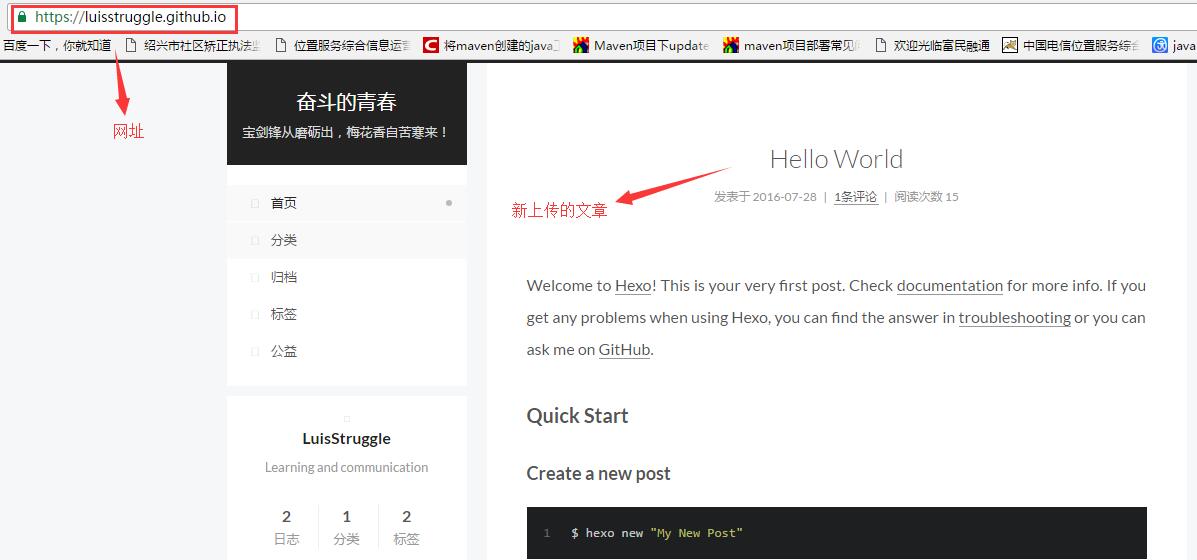 https://luisstruggle.github.io
百度一下，你就知道 绍兴市社区矫正执法 位置服务综合信息运 将maven创建的java Maven项目下update maven项目部署常见 欢迎光临富民融通 中国电信位置服务综合 java
网址
奋斗的青春
宝剑锋从磨砺出，梅花香自苦寒来！
首页
分类
归档
标签
公益
LuisStruggle
Learning and communication
2 1 2
日志 分类 标签
新上传的文章
Hello World
发表于 2016-07-28 | 1条评论 | 阅读次数 15
Welcome to Hexo! This is your very first post. Check documentation for more info. If you
get any problems when using Hexo, you can find the answer in troubleshooting or you can
ask me on GitHub.
Quick Start
Create a new post
1 $ hexo new "My New Post"